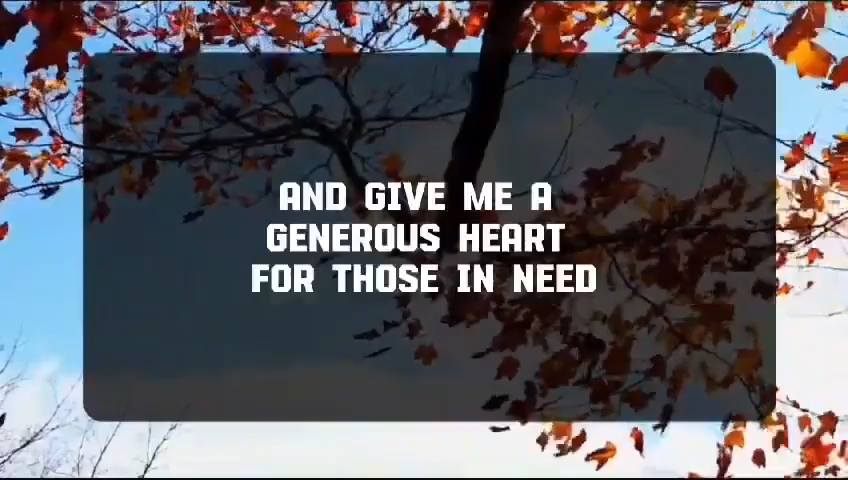 AND GIVE ME A
GENEROUS HEART
FOR THOSE IN NEED